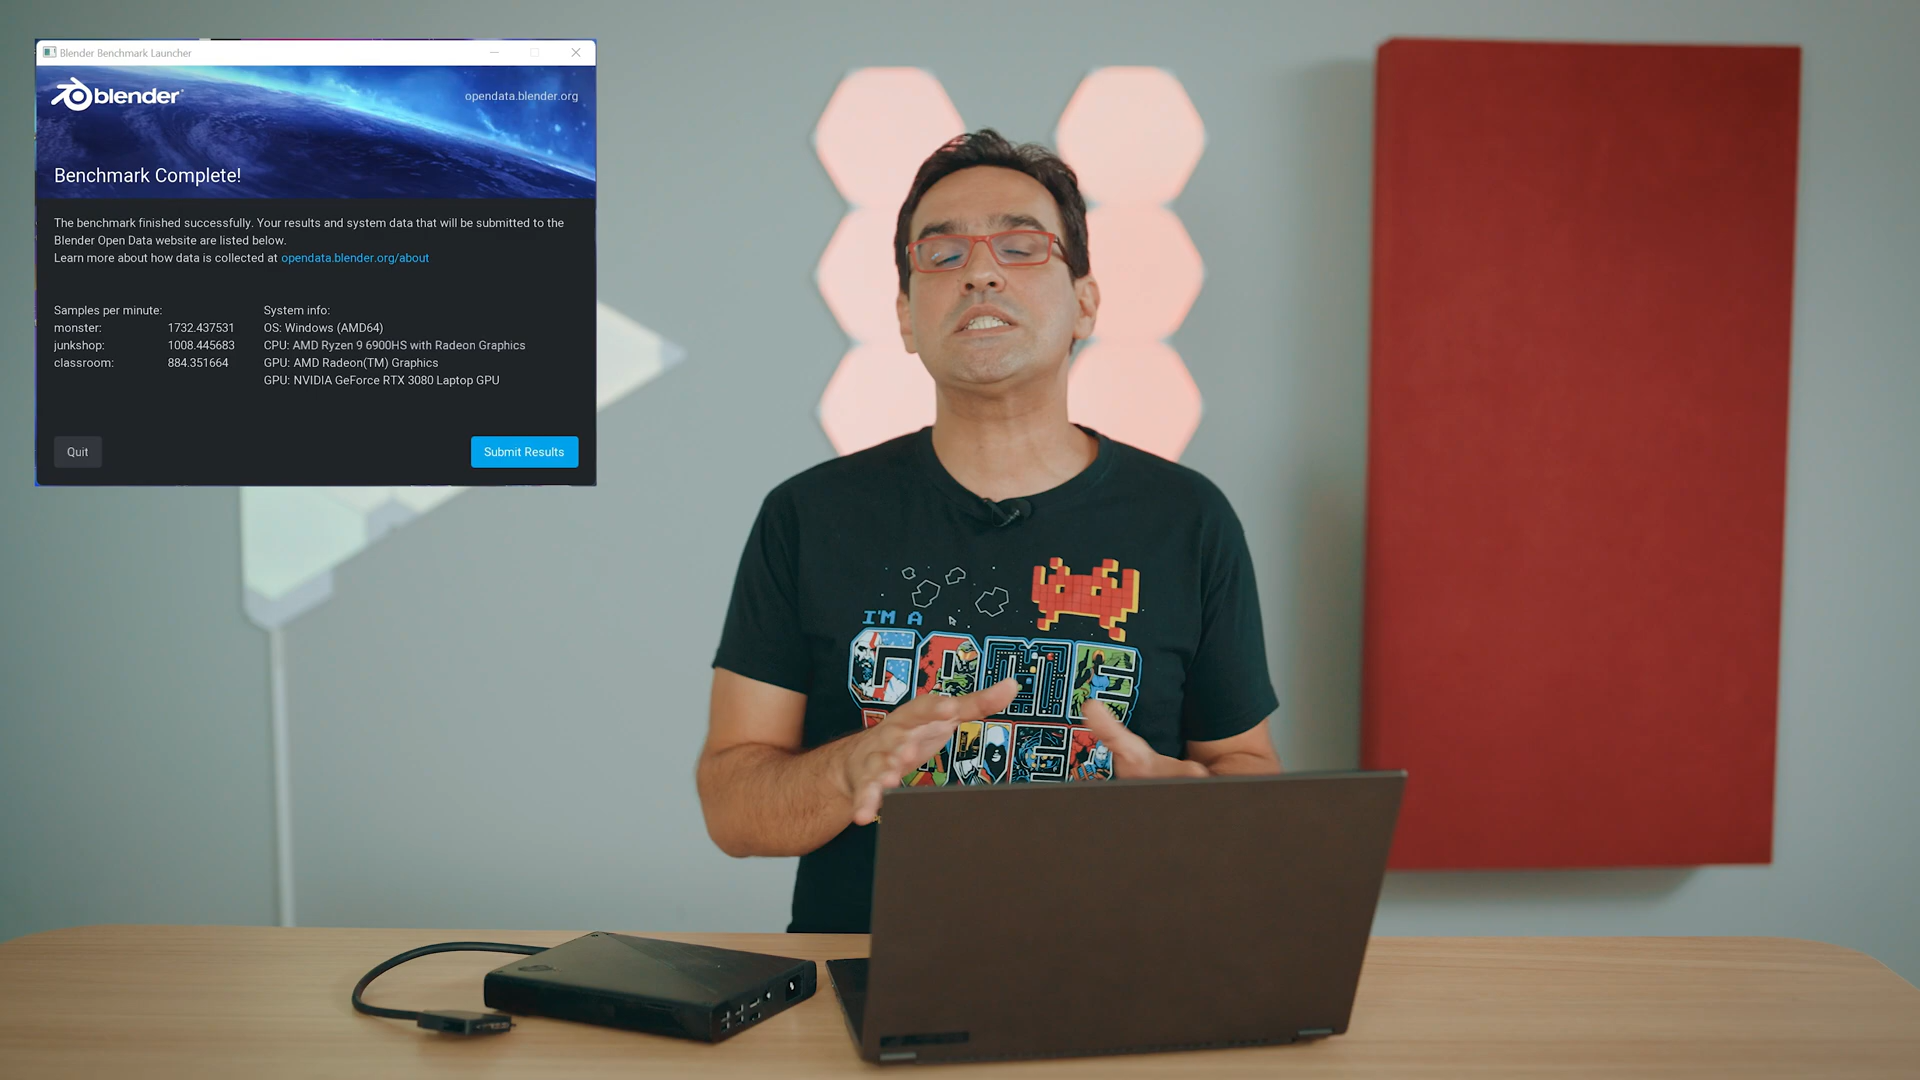 Blender Benchmark Launcher
blender
opendata.blender.org
Benchmark Complete!
The benchmark finished successfully. Your results and system data that will be submitted to the
Blender Open Data website are listed below.
Learn more about how data is collected at opendata.blender.org/about
Samples per minute:
monster: 1732.437531
junkshop: 1008.445683
classroom: 884.351664
System info:
OS: Windows (AMD64)
CPU: AMD Ryzen 9 6900HS with Radeon Graphics
GPU: AMD Radeon(TM) Graphics
GPU: NVIDIA GeForce RTX 3080 Laptop GPU
Quit
Submit Results
I'M A
GAME